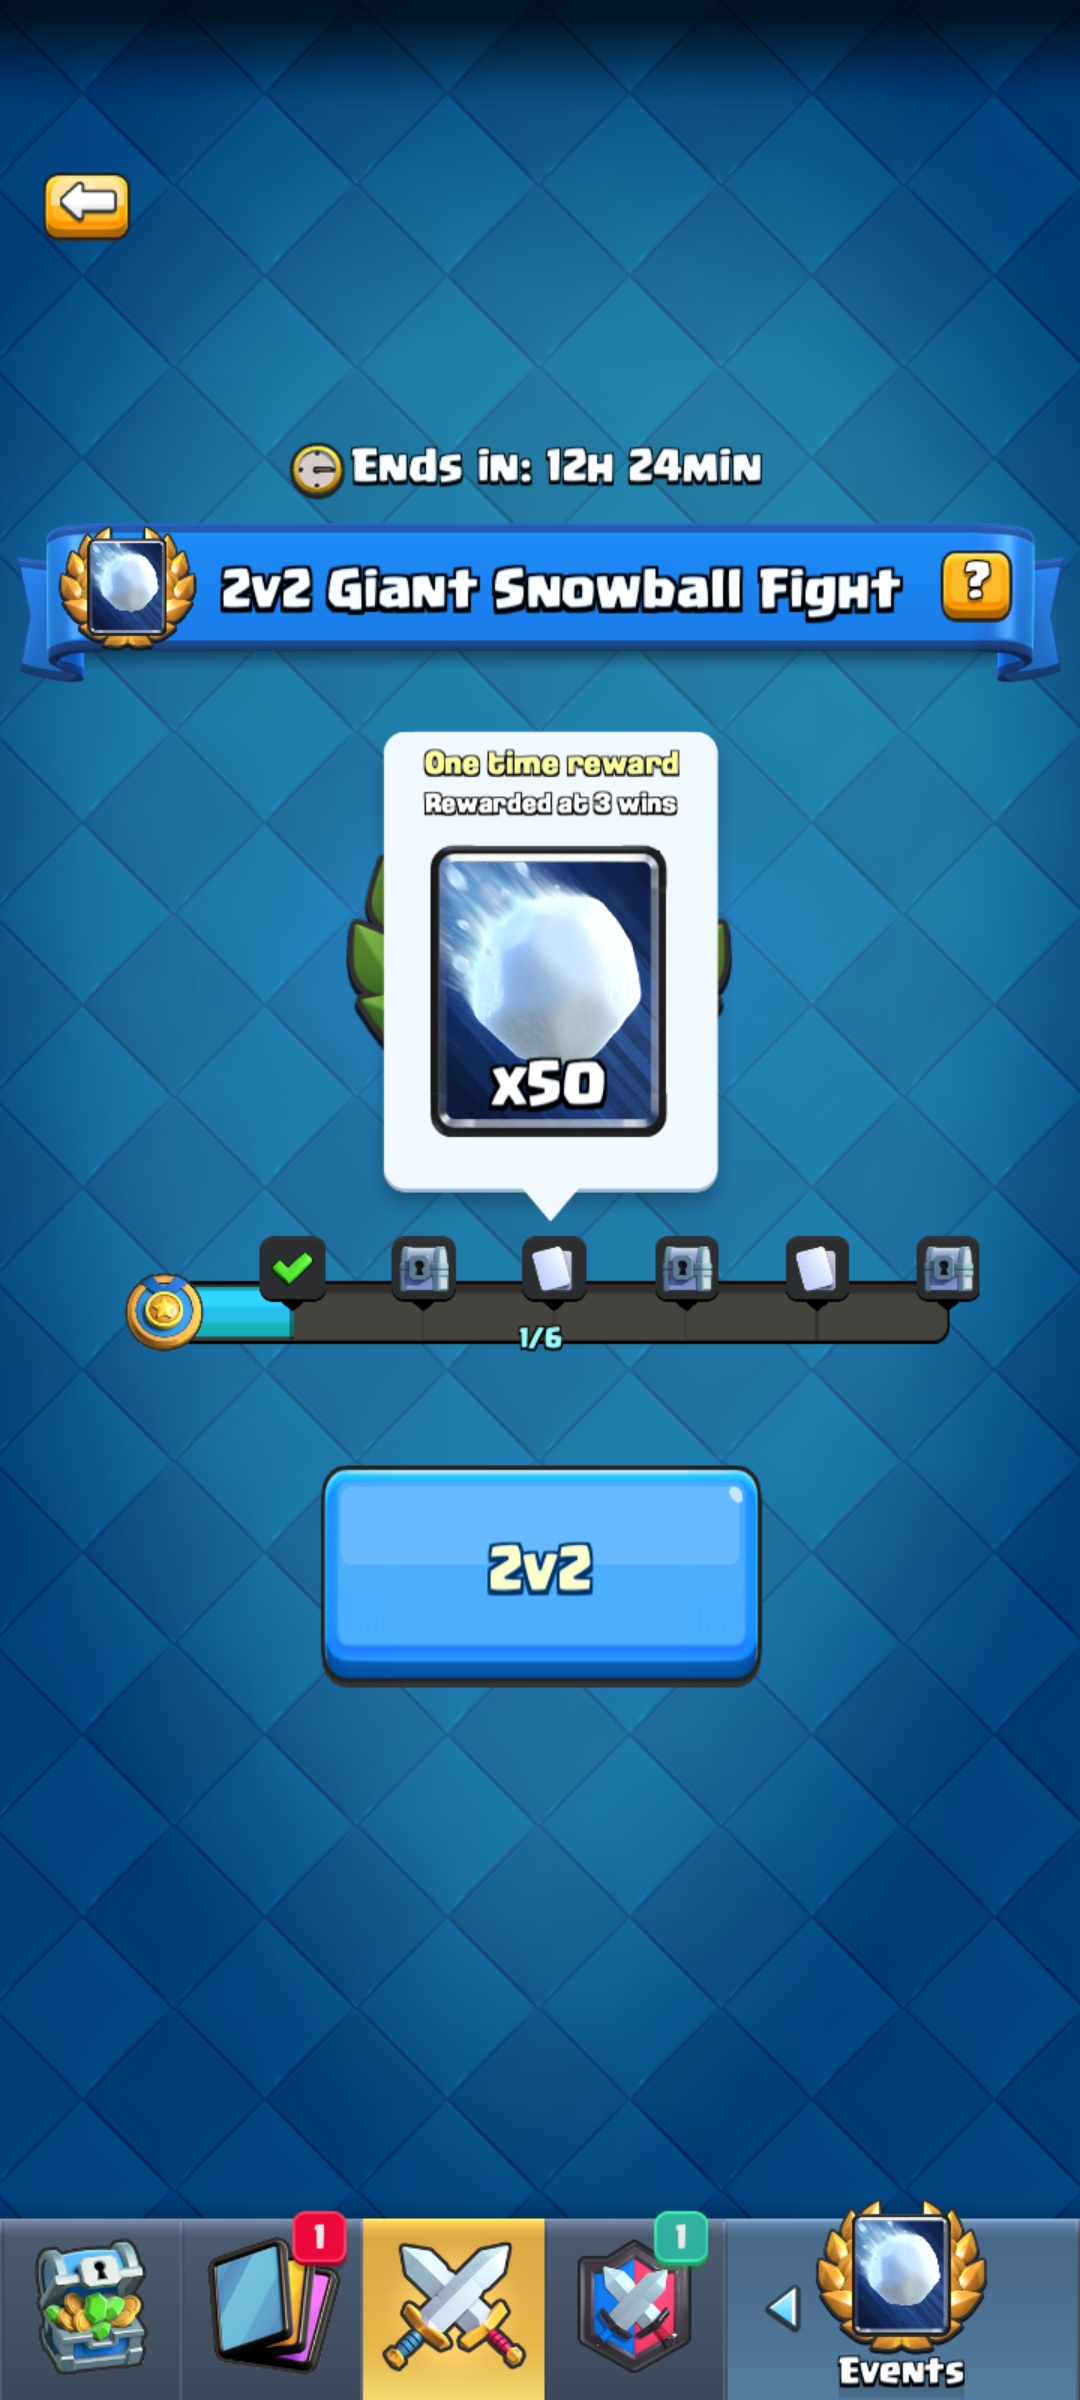 Ends in: 12h 24min
2v2 Giant Snowball Fight
?
One time reward
Rewarded at 3 wins
x50
1/6
2v2
1
1
Events